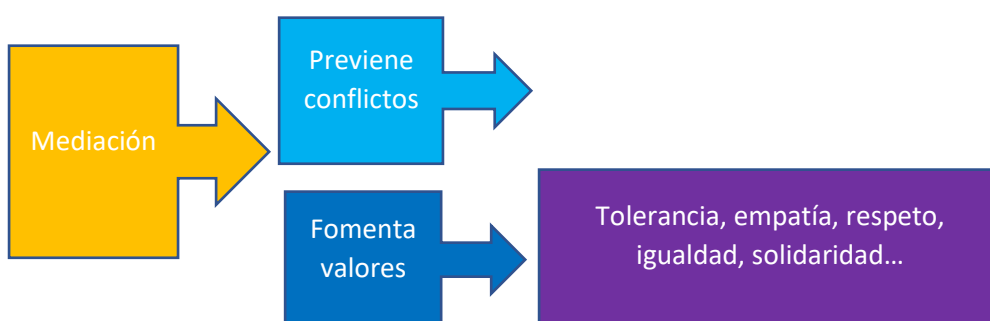 Mediación
Previene
conflictos
Fomenta
valores
Tolerancia, empatía, respeto,
igualdad, solidaridad…